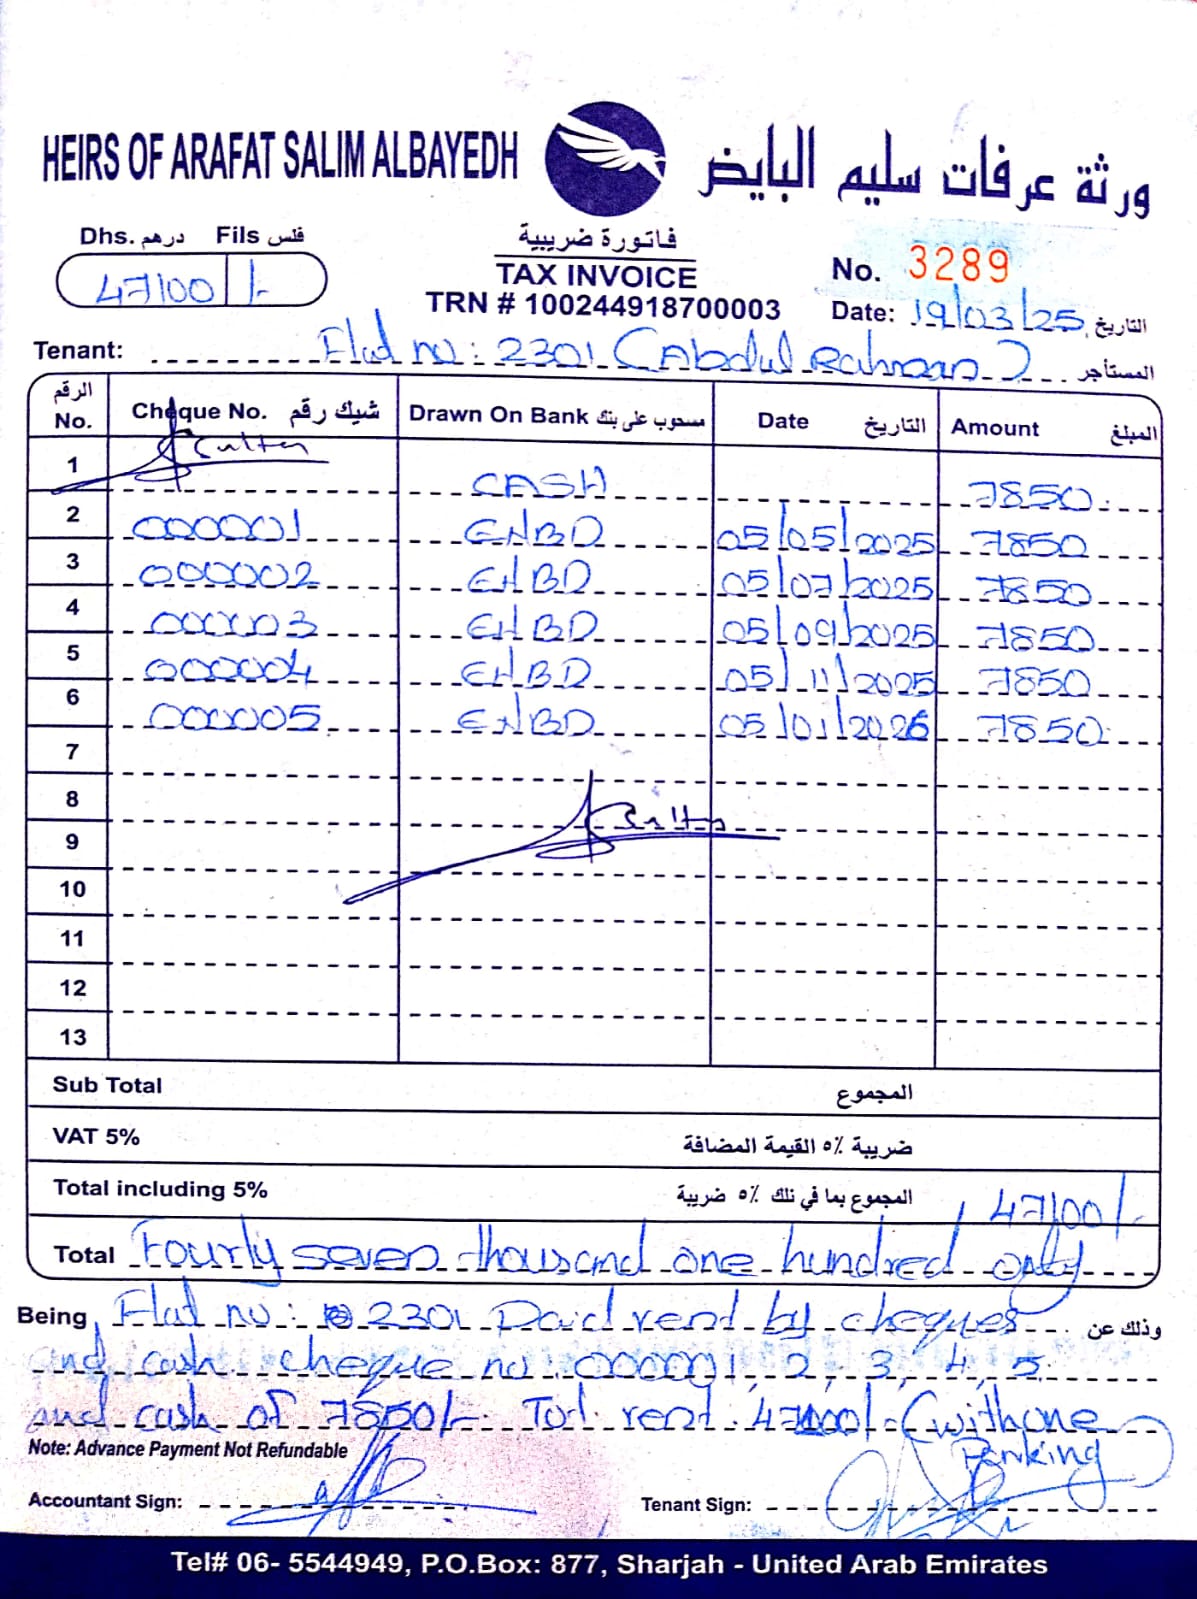 HEIRS OF ARAFAT SALIM ALBAYEDH ورثة عرفات سليم البايض
Dhs. درهم Fils فلس
47100 /-
فاتورة ضريبية
TAX INVOICE
TRN # 100244918700003
No. 3289
Date: 19/03/25 التاريخ
Tenant: Flat no: 2301 (Abdul Rahman) المستأجر
الرقم No. Cheque No. شيك رقم Drawn On Bank مسحوب على بنك Date التاريخ Amount المبلغ
1 CASH 7850
2 000001 ENBD 05/05/2025 7850
3 000002 ENBD 05/07/2025 7850
4 000003 ENBD 05/09/2025 7850
5 000004 ENBD 05/11/2025 7850
6 000005 ENBD 05/01/2026 7850
7
8
9
10
11
12
13
Sub Total المجموع
VAT 5% ضريبة ٥% القيمة المضافة
Total including 5% المجموع بما في ذلك ٥% ضريبة 47100/-
Total Fourly seven thousand one hundred only
Being Flat no: 2301 Paid rent by cheques وذلك عن
and cash cheque no: 000001, 2, 3, 4, 5
and cash of 7850/- Tot rent (with one
Parking
Note: Advance Payment Not Refundable
Accountant Sign:
Tenant Sign:
Tel# 06- 5544949, P.O.Box: 877, Sharjah - United Arab Emirates